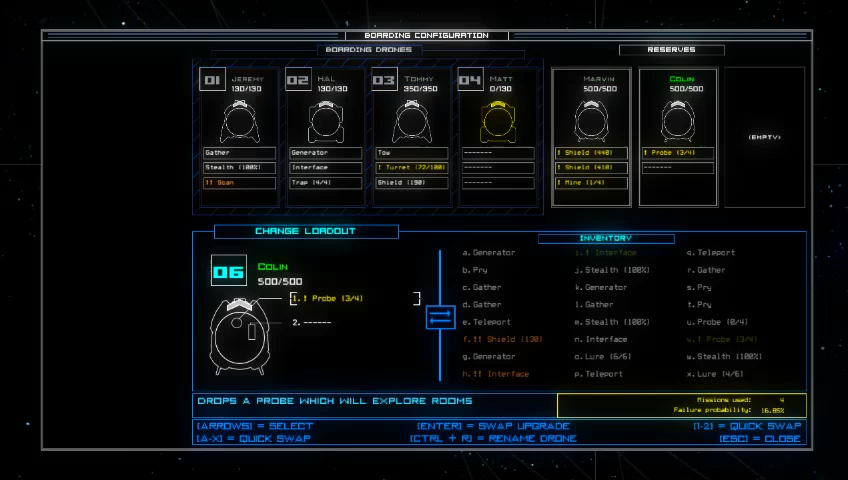 BOARDING CONFIGURATION
BOARDING DRONES
RESERVES
01 JEREMY 130/130
02 HAL 130/130
03 TOMMY 350/350
04 MATT 0/130
MARVIN 500/500
COLIN 500/500
Gather
Stealth (100%)
!! Scan
Generator
Interface
Trap (4/4)
Tow
! Turret (72/100)
Shield (190)
-------
-------
-------
! Shield (440)
! Shield (410)
! Mine (1/4)
! Probe (3/4)
-------
(EMPTY)
CHANGE LOADOUT
06 COLIN
500/500
1. ! Probe (3/4)
2. ------
INVENTORY
a. Generator
b. Pry
c. Gather
d. Gather
e. Teleport
f. !! Shield (130)
g. Generator
h. !! Interface
i. ! Interface
j. Stealth (100%)
k. Generator
l. Gather
m. Stealth (100%)
n. Interface
o. Lure (6/6)
p. Teleport
q. Teleport
r. Gather
s. Pry
t. Pry
u. Probe (0/4)
v. ! Probe (3/4)
w. Stealth (100%)
x. Lure (4/6)
DROPS A PROBE WHICH WILL EXPLORE ROOMS
Missions used: 4
Failure probability: 16.85%
[ARROWS] = SELECT
[ENTER] = SWAP UPGRADE
[1-2] = QUICK SWAP
[A-X] = QUICK SWAP
[CTRL + R] = RENAME DRONE
[ESC] = CLOSE